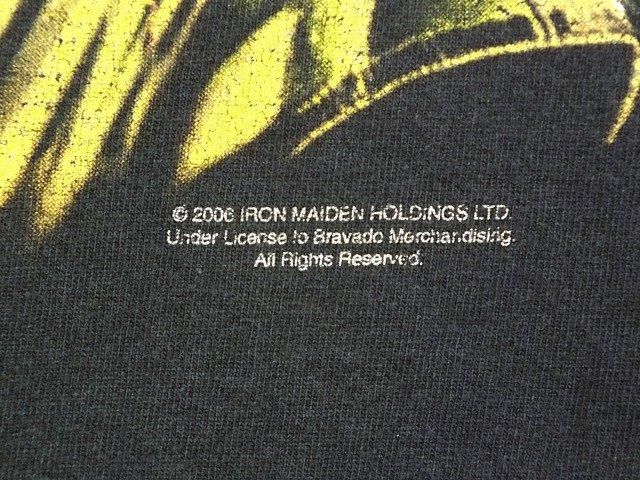 © 2006 IRON MAIDEN HOLDINGS LTD.
Under License to Bravado Merchandising.
All Rights Reserved.